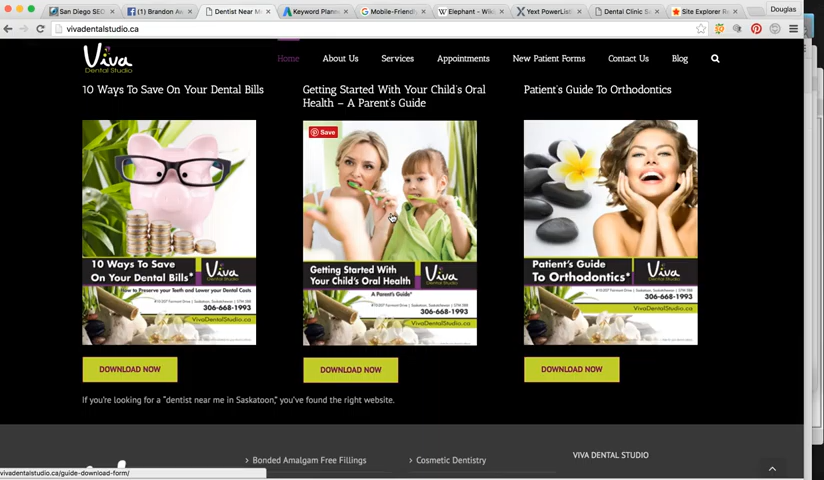 Douglas
San Diego SEO
(1) Brandon Av
Dentist Near M
Keyword Plann
Mobile-Friendly
Elephant - Wiki
Yext PowerList
Dental Clinic S
Site Explorer R
vivadentalstudio.ca
Viva
Dental Studio
Home
About Us
Services
Appointments
New Patient Forms
Contact Us
Blog
10 Ways To Save On Your Dental Bills
Getting Started With Your Child's Oral
Health – A Parent's Guide
Patient's Guide To Orthodontics
Save
10 Ways To Save
On Your Dental Bills*
Viva
Dental Studio
How to Preserve your Teeth and Lower your Dental Costs
306-668-1993
VivaDentalStudio.ca
Getting Started With
Your Child's Oral Health
Viva
Dental Studio
A Parent's Guide*
306-668-1993
VivaDentalStudio.ca
Patient's Guide
To Orthodontics*
Viva
Dental Studio
306-668-1993
VivaDentalStudio.ca
DOWNLOAD NOW
DOWNLOAD NOW
DOWNLOAD NOW
If you're looking for a "dentist near me in Saskatoon," you've found the right website.
> Bonded Amalgam Free Fillings
> Cosmetic Dentistry
VIVA DENTAL STUDIO
vivadentalstudio.ca/guide-download-form/